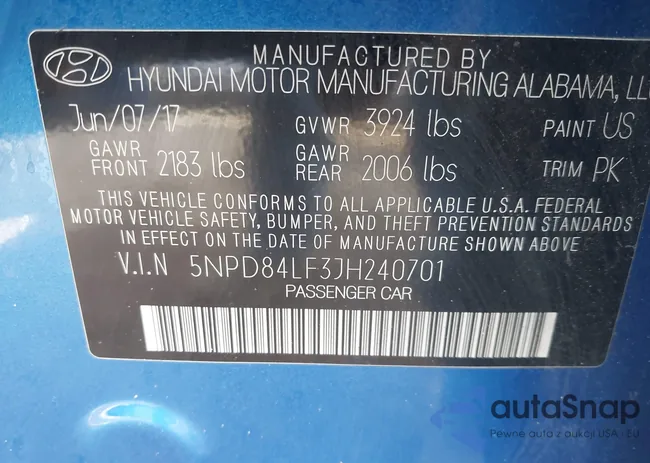 MANUFACTURED BY
HYUNDAI MOTOR MANUFACTURING ALABAMA, LLC
Jun/07/17 GVWR 3924 lbs PAINT US
GAWR FRONT 2183 lbs GAWR REAR 2006 lbs TRIM PK
THIS VEHICLE CONFORMS TO ALL APPLICABLE U.S.A. FEDERAL
MOTOR VEHICLE SAFETY, BUMPER, AND THEFT PREVENTION STANDARDS
IN EFFECT ON THE DATE OF MANUFACTURE SHOWN ABOVE
V.I.N 5NPD84LF3JH240701
PASSENGER CAR
autaSnap
Pewne auta z aukcji USA - EU